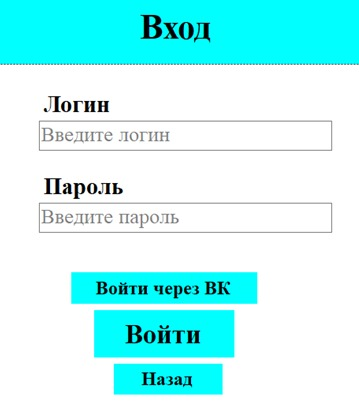 Вход
Логин
Введите логин
Пароль
Введите пароль
Войти через ВК
Войти
Назад